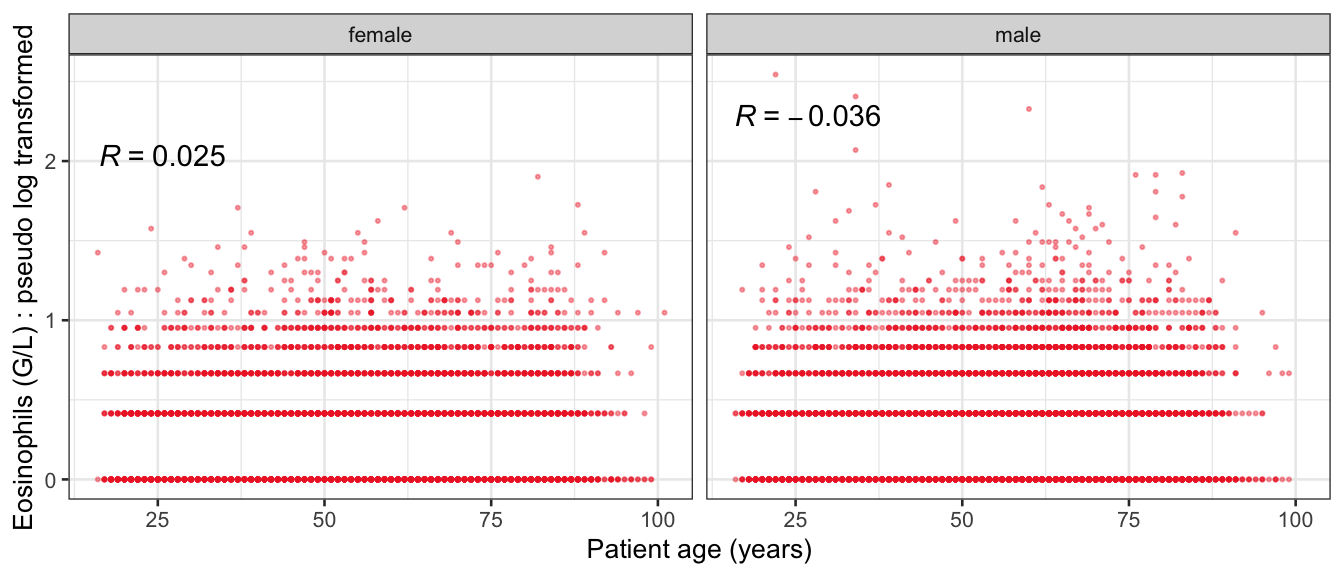 female male
Eosinophils (G/L) : pseudo log transformed
R = 0.025
R = −0.036
2
1
0
25 50 75 100
25 50 75 100
Patient age (years)